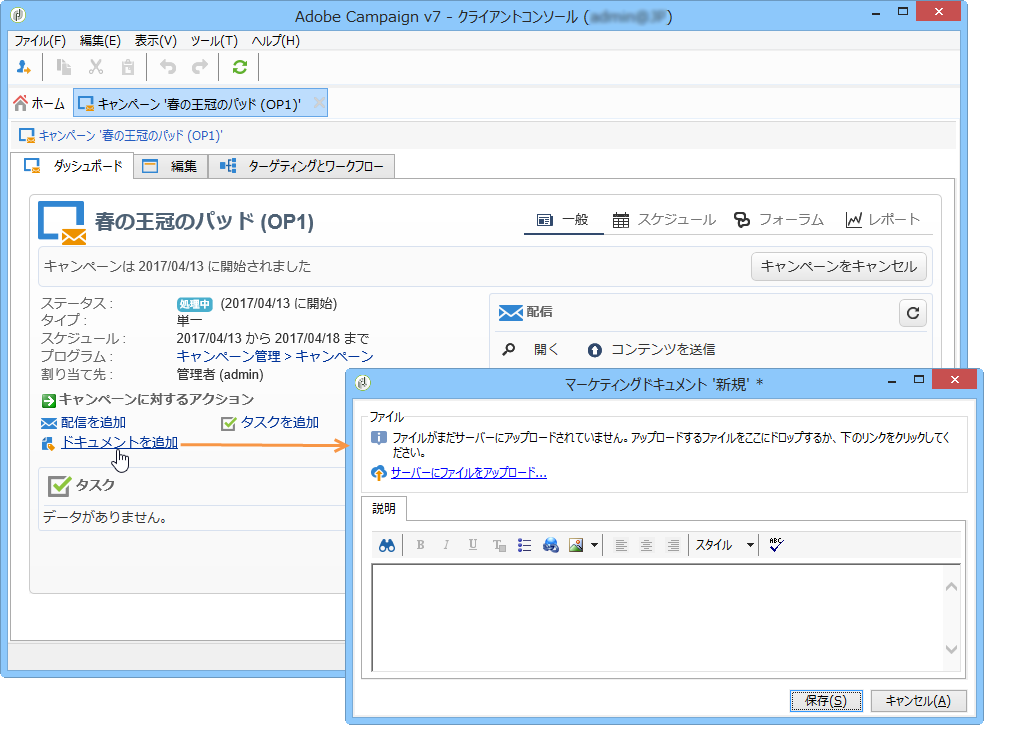 Adobe Campaign v7 - クライアントコンソール (
ファイル(F) 編集(E) 表示(V) ツール(T) ヘルプ(H)
ホーム キャンペーン '春の王冠のパッド (OP1)'
キャンペーン '春の王冠のパッド (OP1)'
ダッシュボード 編集 ターゲティングとワークフロー
春の王冠のパッド (OP1) 一般 スケジュール フォーラム レポート
キャンペーンは 2017/04/13 に開始されました キャンペーンをキャンセル
ステータス : 処理中 (2017/04/13 に開始)
タイプ : 単一
スケジュール : 2017/04/13 から 2017/04/18 まで
プログラム : キャンペーン管理 > キャンペーン
割り当て先 : 管理者 (admin)
キャンペーンに対するアクション
配信を追加 タスクを追加
ドキュメントを追加
タスク
データがありません。
配信
開く コンテンツを送信
マーケティングドキュメント '新規' *
ファイル
ファイルがまだサーバーにアップロードされていません。アップロードするファイルをここにドロップするか、下のリンクをクリックしてく
ださい。
サーバーにファイルをアップロード...
説明
B I U T スタイル ABC
保存(S) キャンセル(A)